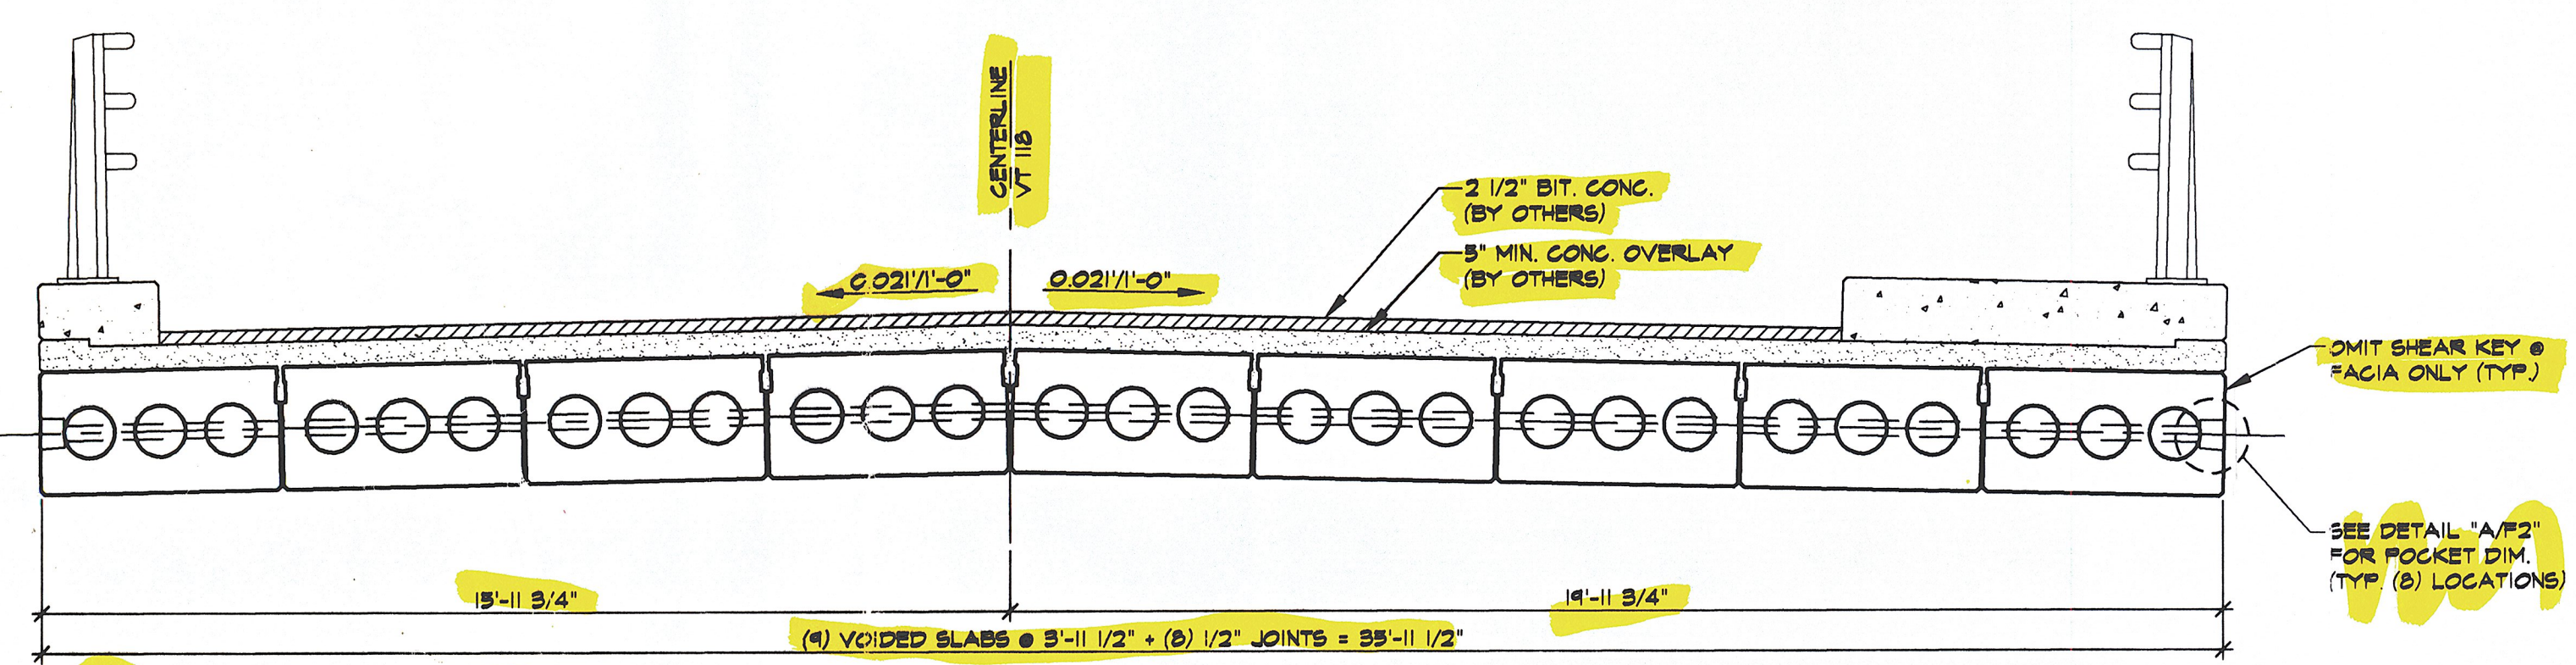 CENTERLINE
VT 118
2 1/2" BIT. CONC.
(BY OTHERS)
5" MIN. CONC. OVERLAY
(BY OTHERS)
0.021'/1'-0"
0.021'/1'-0"
OMIT SHEAR KEY @
FACIA ONLY (TYP.)
SEE DETAIL "A/F2"
FOR POCKET DIM.
(TYP. (8) LOCATIONS)
15'-11 3/4"
19'-11 3/4"
(9) VOIDED SLABS @ 3'-11 1/2" + (8) 1/2" JOINTS = 35'-11 1/2"